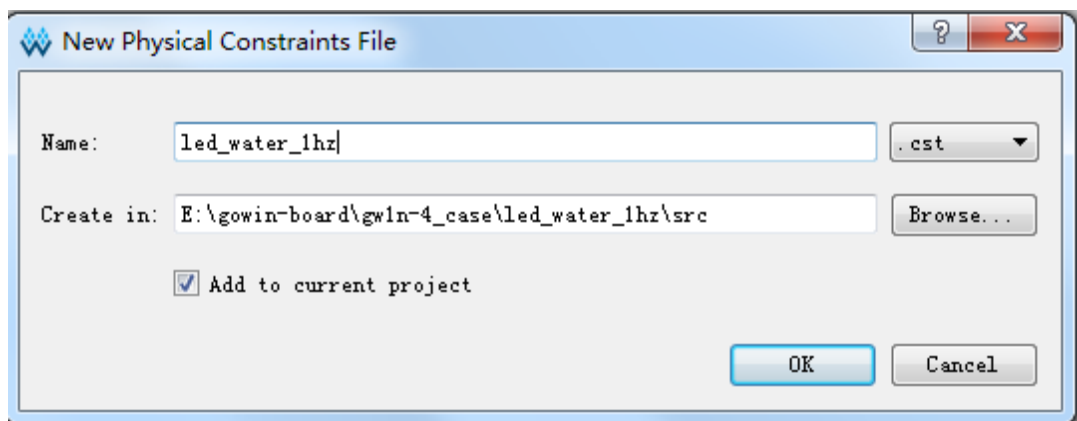 New Physical Constraints File
Name: led_water_1hz .cst
Create in: E:\gowin-board\gw1n-4_case\led_water_1hz\src Browse...
Add to current project
OK Cancel